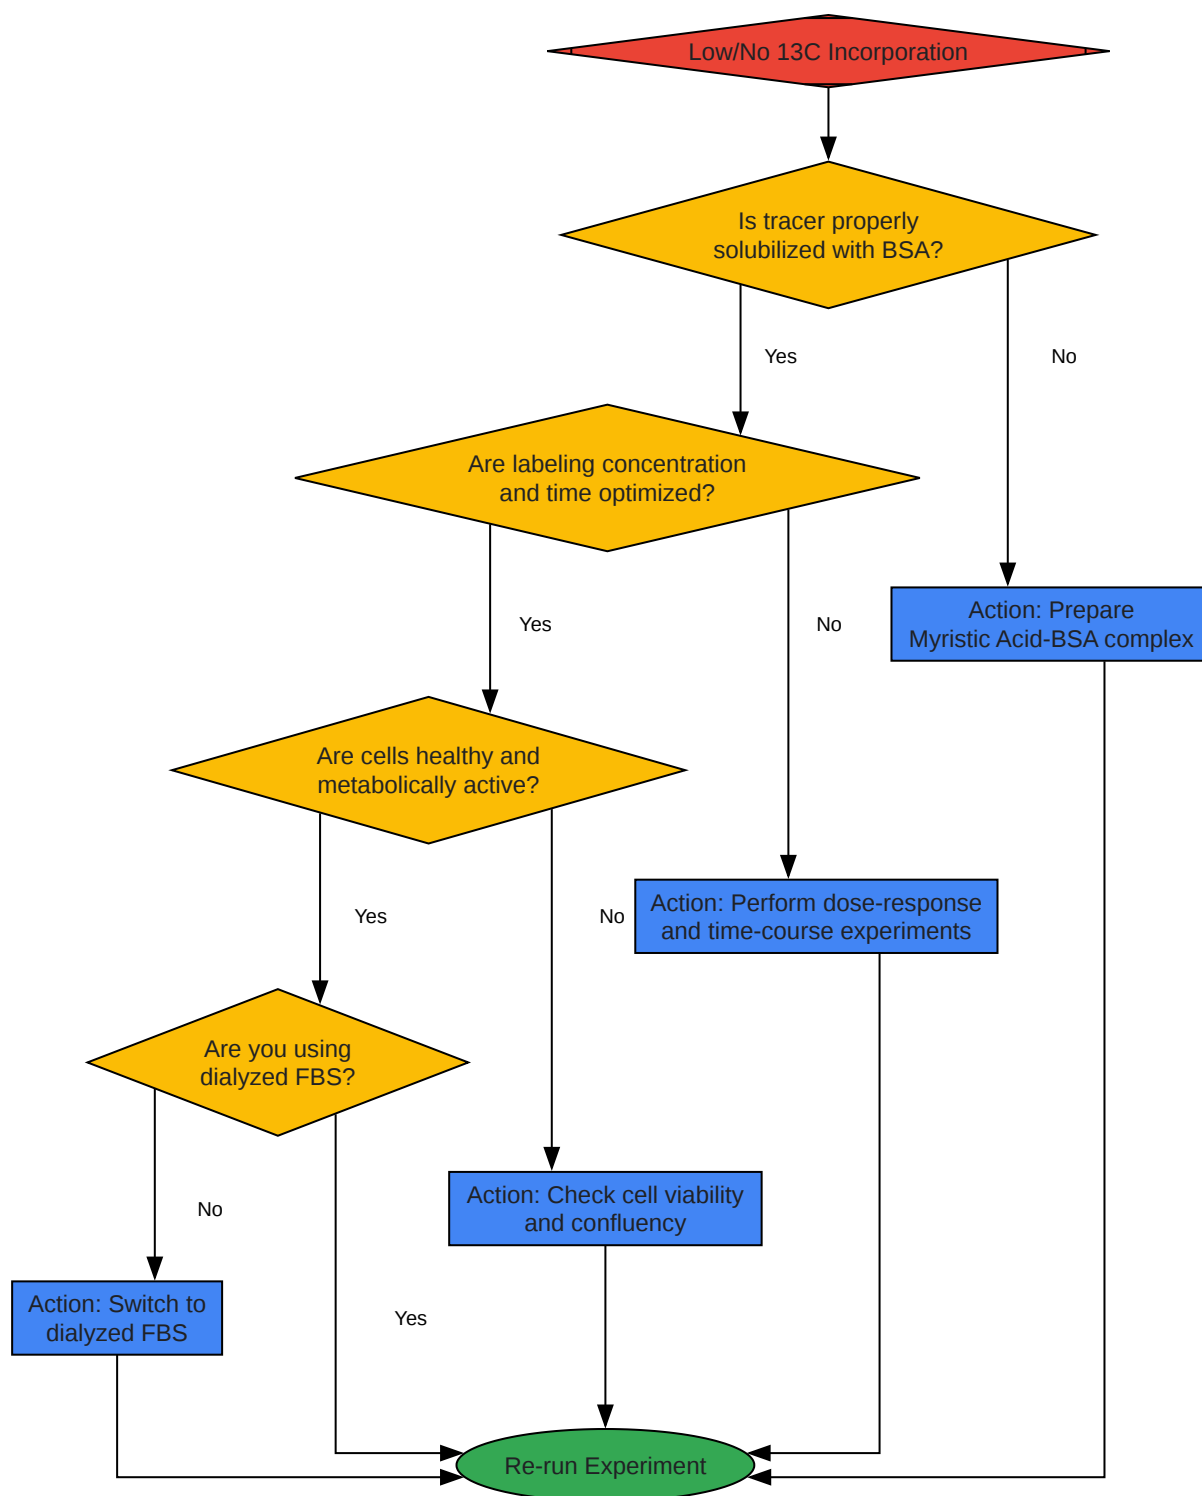 Low/No 13C Incorporation
Is tracer properly
solubilized with BSA?
Yes
No
Are labeling concentration
and time optimized?
Action: Prepare
Myristic Acid-BSA complex
Yes
No
Are cells healthy and
metabolically active?
Action: Perform dose-response
and time-course experiments
Yes
No
Are you using
dialyzed FBS?
Action: Check cell viability
and confluency
No
Yes
Action: Switch to
dialyzed FBS
Re-run Experiment